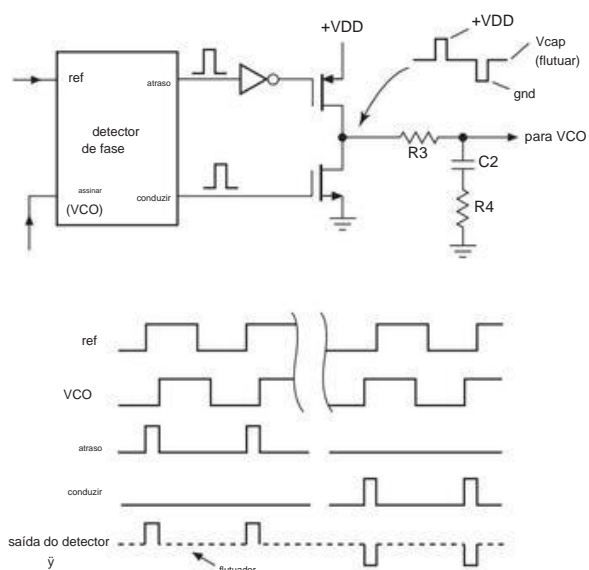 +VDD
+VDD
Vcap
(flutuar)
gnd
ref
atraso
detector
de fase
assinar
(VCO)
conduzir
R3
para VCO
C2
R4
ref
VCO
atraso
conduzir
saída do detector
ÿ
flutuador